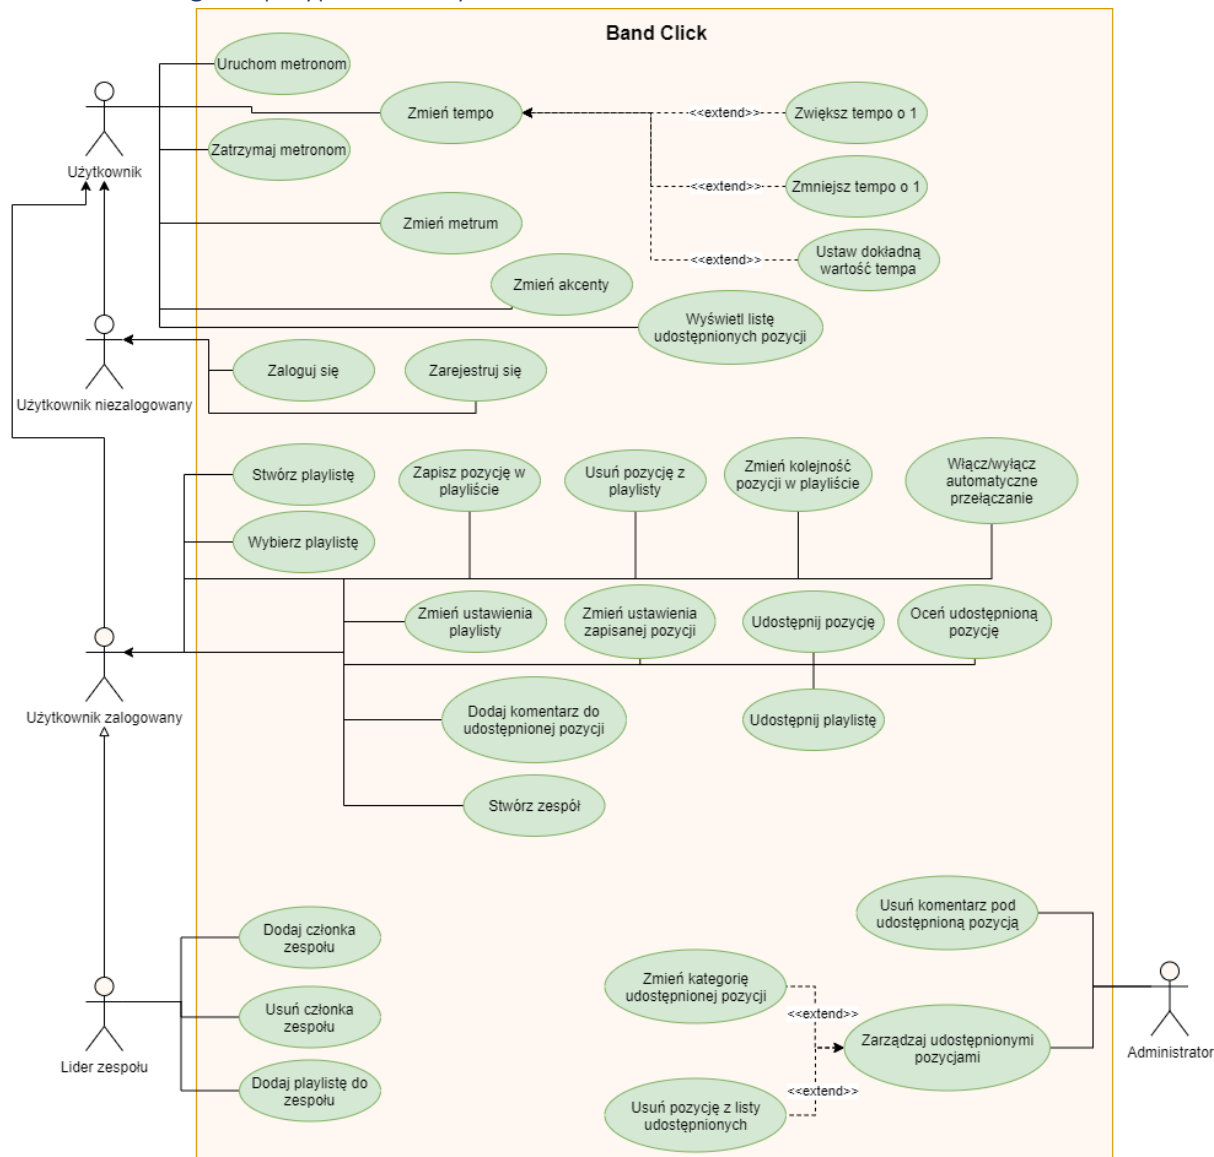 Band Click
Uruchom metronom
Zmień tempo
<<extend>>
Zwiększ tempo o 1
Zatrzymaj metronom
Użytkownik
<<extend>>
Zmniejsz tempo o 1
Zmień metrum
<<extend>>
Ustaw dokładną
wartość tempa
Zmień akcenty
Wyświetl listę
udostępnionych pozycji
Zaloguj się
Zarejestruj się
Użytkownik niezalogowany
Stwórz playlistę
Zapisz pozycję w
playliście
Usuń pozycję z
playlisty
Zmień kolejność
pozycji w playliście
Włącz/wyłącz
automatyczne
przełączanie
Wybierz playlistę
Zmień ustawienia
playlisty
Zmień ustawienia
zapisanej pozycji
Udostępnij pozycję
Oceń udostępnioną
pozycję
Użytkownik zalogowany
Dodaj komentarz do
udostępnionej pozycji
Udostępnij playlistę
Stwórz zespół
Usuń komentarz pod
udostępnioną pozycją
Dodaj członka
zespołu
Zmień kategorię
udostępnionej pozycji
<<extend>>
Usuń członka
zespołu
Zarządzaj udostępnionymi
pozycjami
Administrator
Lider zespołu
Dodaj playlistę do
zespołu
<<extend>>
Usuń pozycję z listy
udostępnionych